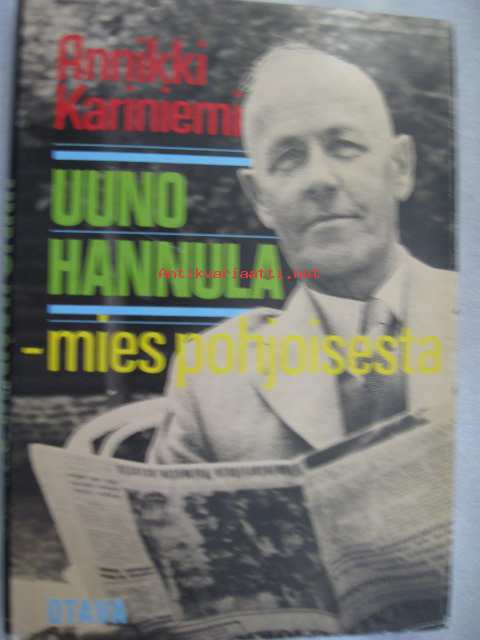 Annikki
Kariniemi
UUNO
HANNULA
Antikvariaatti.net
-mies pohjoisesta
OTAVA